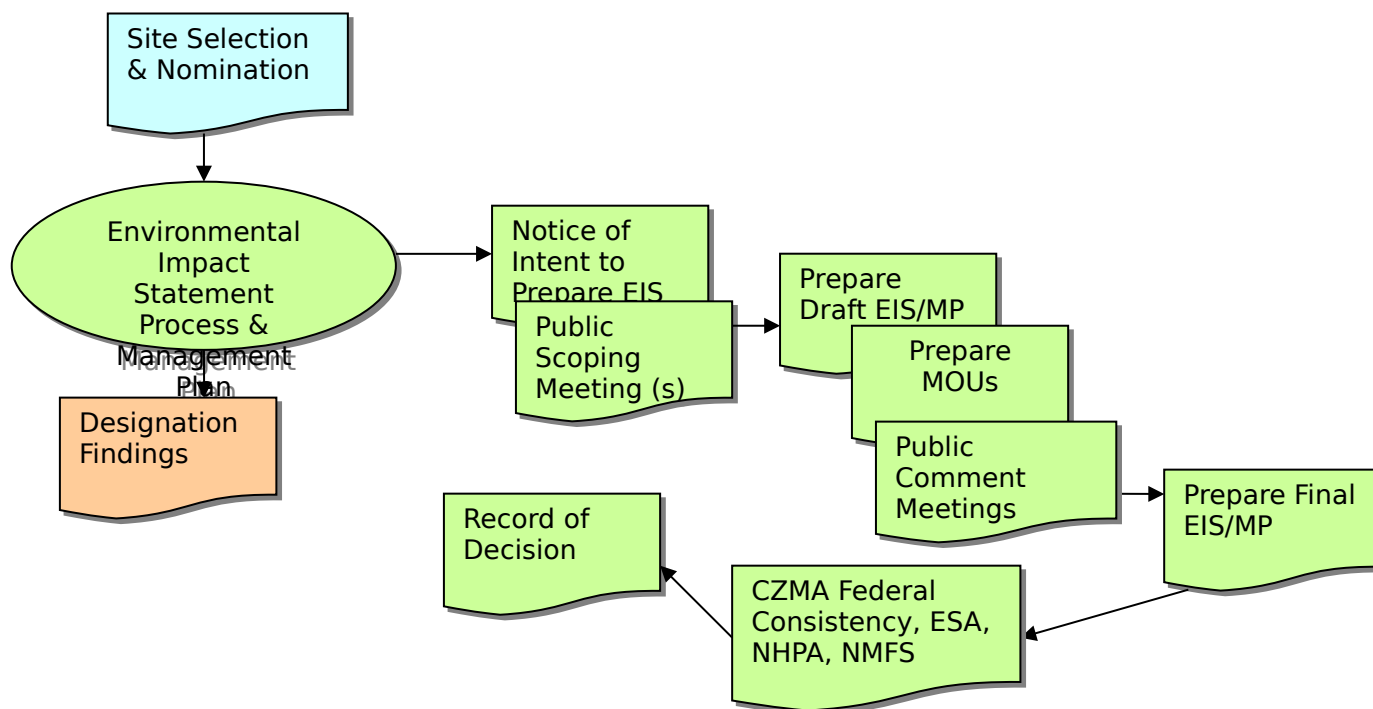 Site Selection
& Nomination
Environmental
Impact
Statement
Process &
Management
Plan
Designation
Findings
Notice of
Intent to
Prepare EIS
Public
Scoping
Meeting (s)
Prepare
Draft EIS/MP
Prepare
MOUs
Public
Comment
Meetings
Prepare Final
EIS/MP
CZMA Federal
Consistency, ESA,
NHPA, NMFS
Record of
Decision